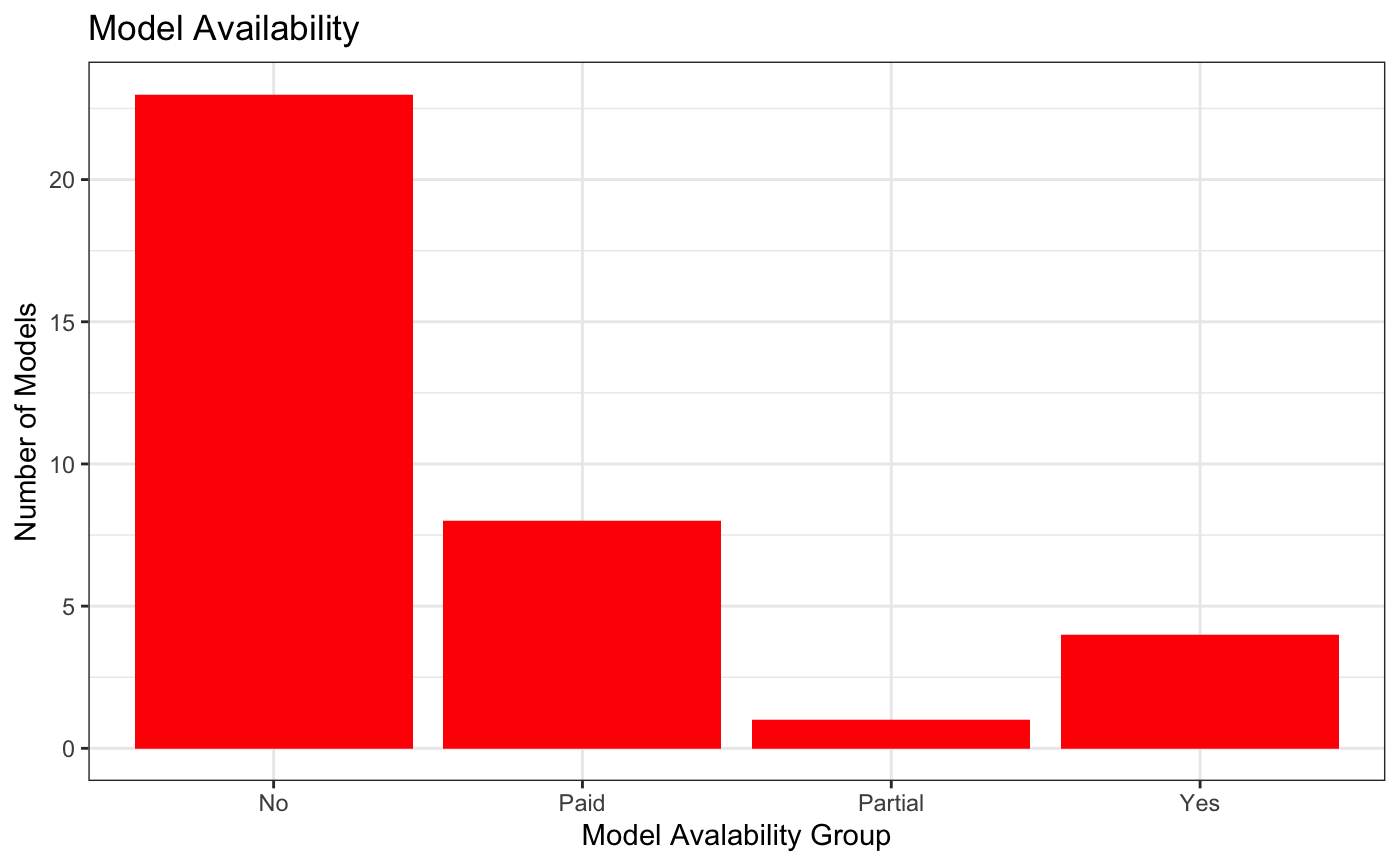 Model Availability
Number of Models
20
15
10
5
0
No Paid Partial Yes
Model Avalability Group